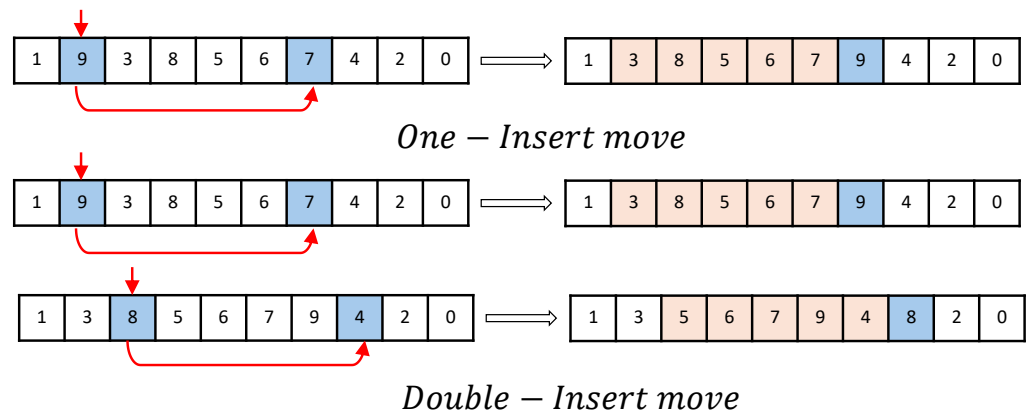 1 9 3 8 5 6 7 4 2 0 1 3 8 5 6 7 9 4 2 0
One − Insert move
1 9 3 8 5 6 7 4 2 0 1 3 8 5 6 7 9 4 2 0
1 3 8 5 6 7 9 4 2 0 1 3 5 6 7 9 4 8 2 0
Double − Insert move